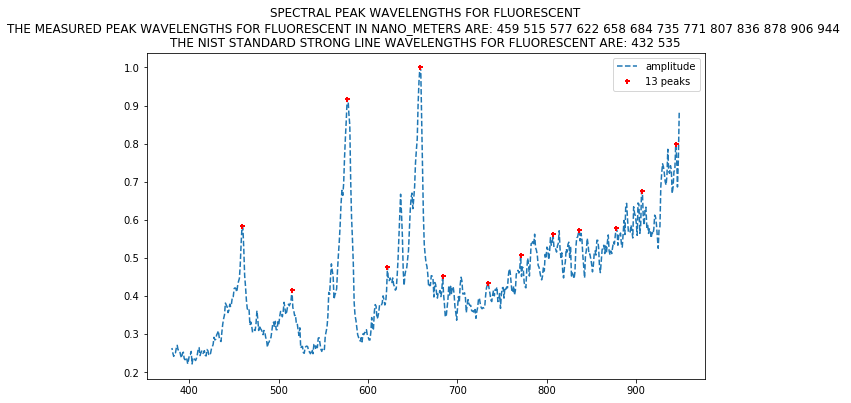 SPECTRAL PEAK WAVELENGTHS FOR FLUORESCENT
THE MEASURED PEAK WAVELENGTHS FOR FLUORESCENT IN NANO_METERS ARE: 459 515 577 622 658 684 735 771 807 836 878 906 944
THE NIST STANDARD STRONG LINE WAVELENGTHS FOR FLUORESCENT ARE: 432 535
amplitude
13 peaks
1.0
0.9
0.8
0.7
0.6
0.5
0.4
0.3
0.2
400 500 600 700 800 900